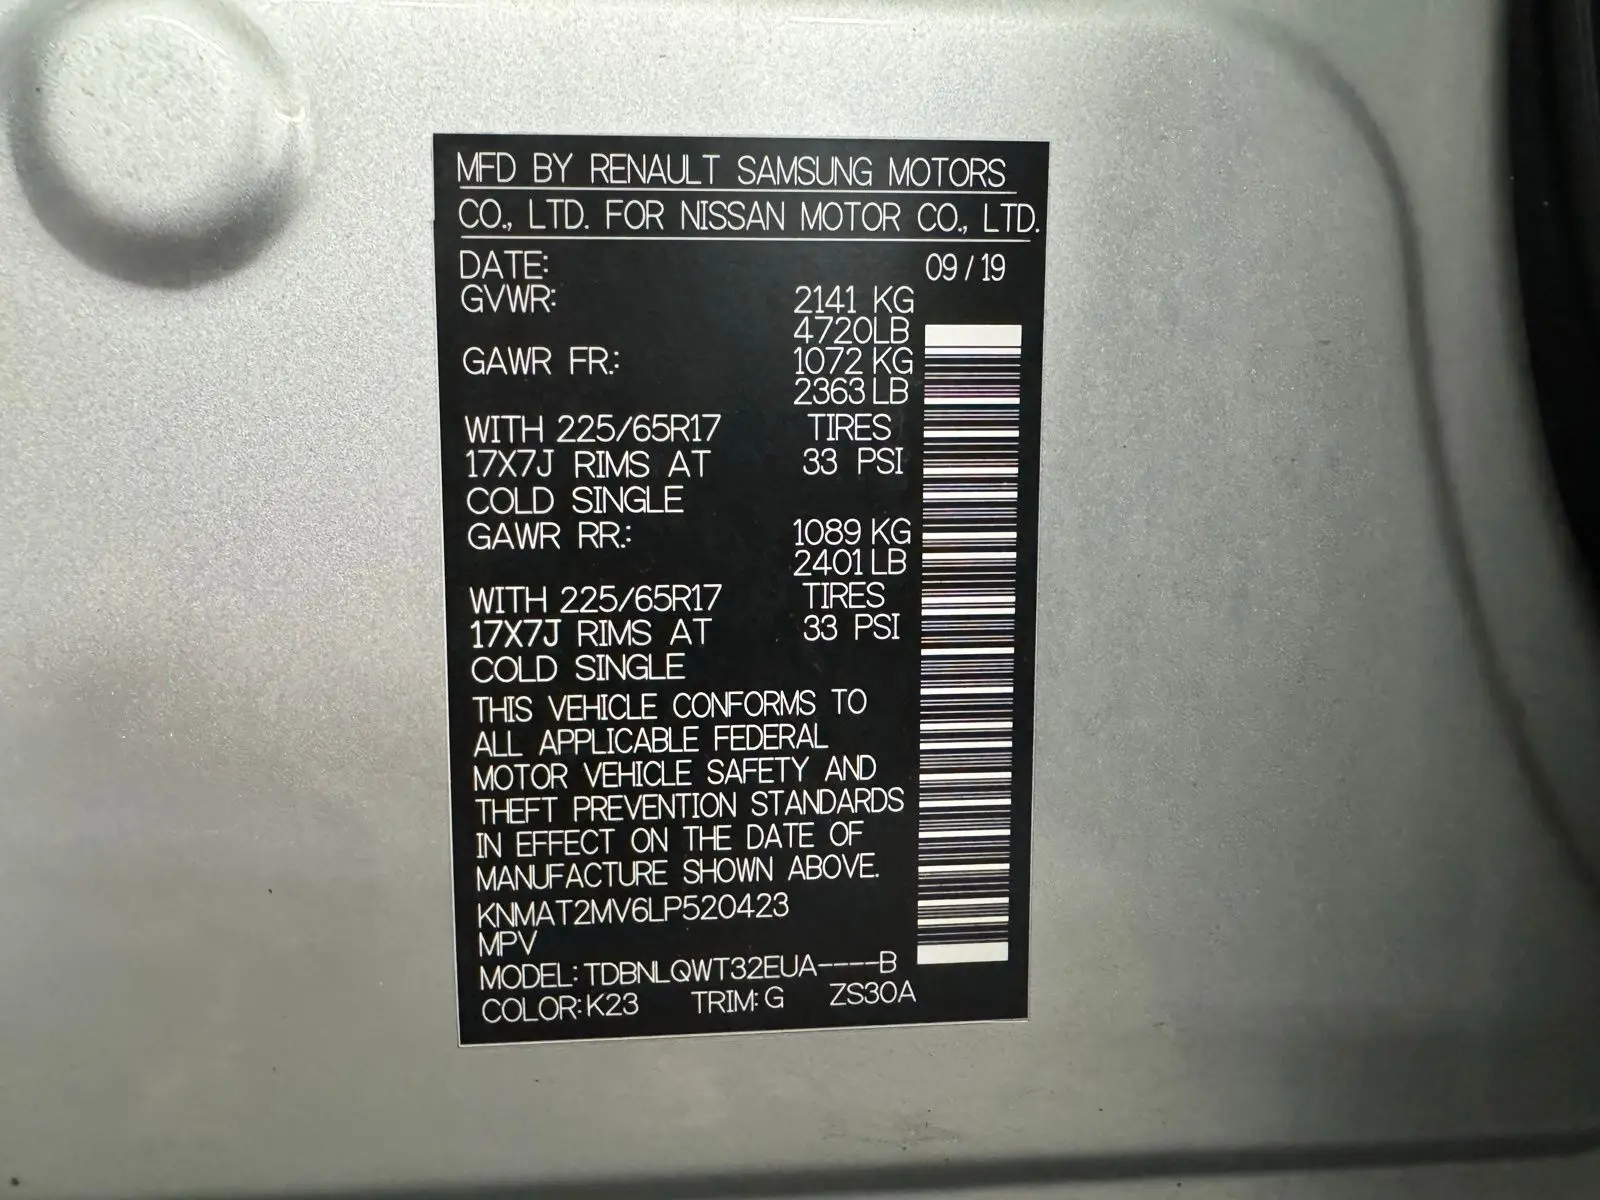 MFD BY RENAULT SAMSUNG MOTORS
CO., LTD. FOR NISSAN MOTOR CO., LTD.
DATE: 09 / 19
GVWR: 2141 KG
4720LB
GAWR FR.: 1072 KG
2363 LB
WITH 225/65R17 TIRES
17X7J RIMS AT 33 PSI
COLD SINGLE
GAWR RR.: 1089 KG
2401 LB
WITH 225/65R17 TIRES
17X7J RIMS AT 33 PSI
COLD SINGLE
THIS VEHICLE CONFORMS TO
ALL APPLICABLE FEDERAL
MOTOR VEHICLE SAFETY AND
THEFT PREVENTION STANDARDS
IN EFFECT ON THE DATE OF
MANUFACTURE SHOWN ABOVE.
KNMAT2MV6LP520423
MPV
MODEL: TDBNLQWT32EUA----B
COLOR: K23 TRIM: G ZS30A